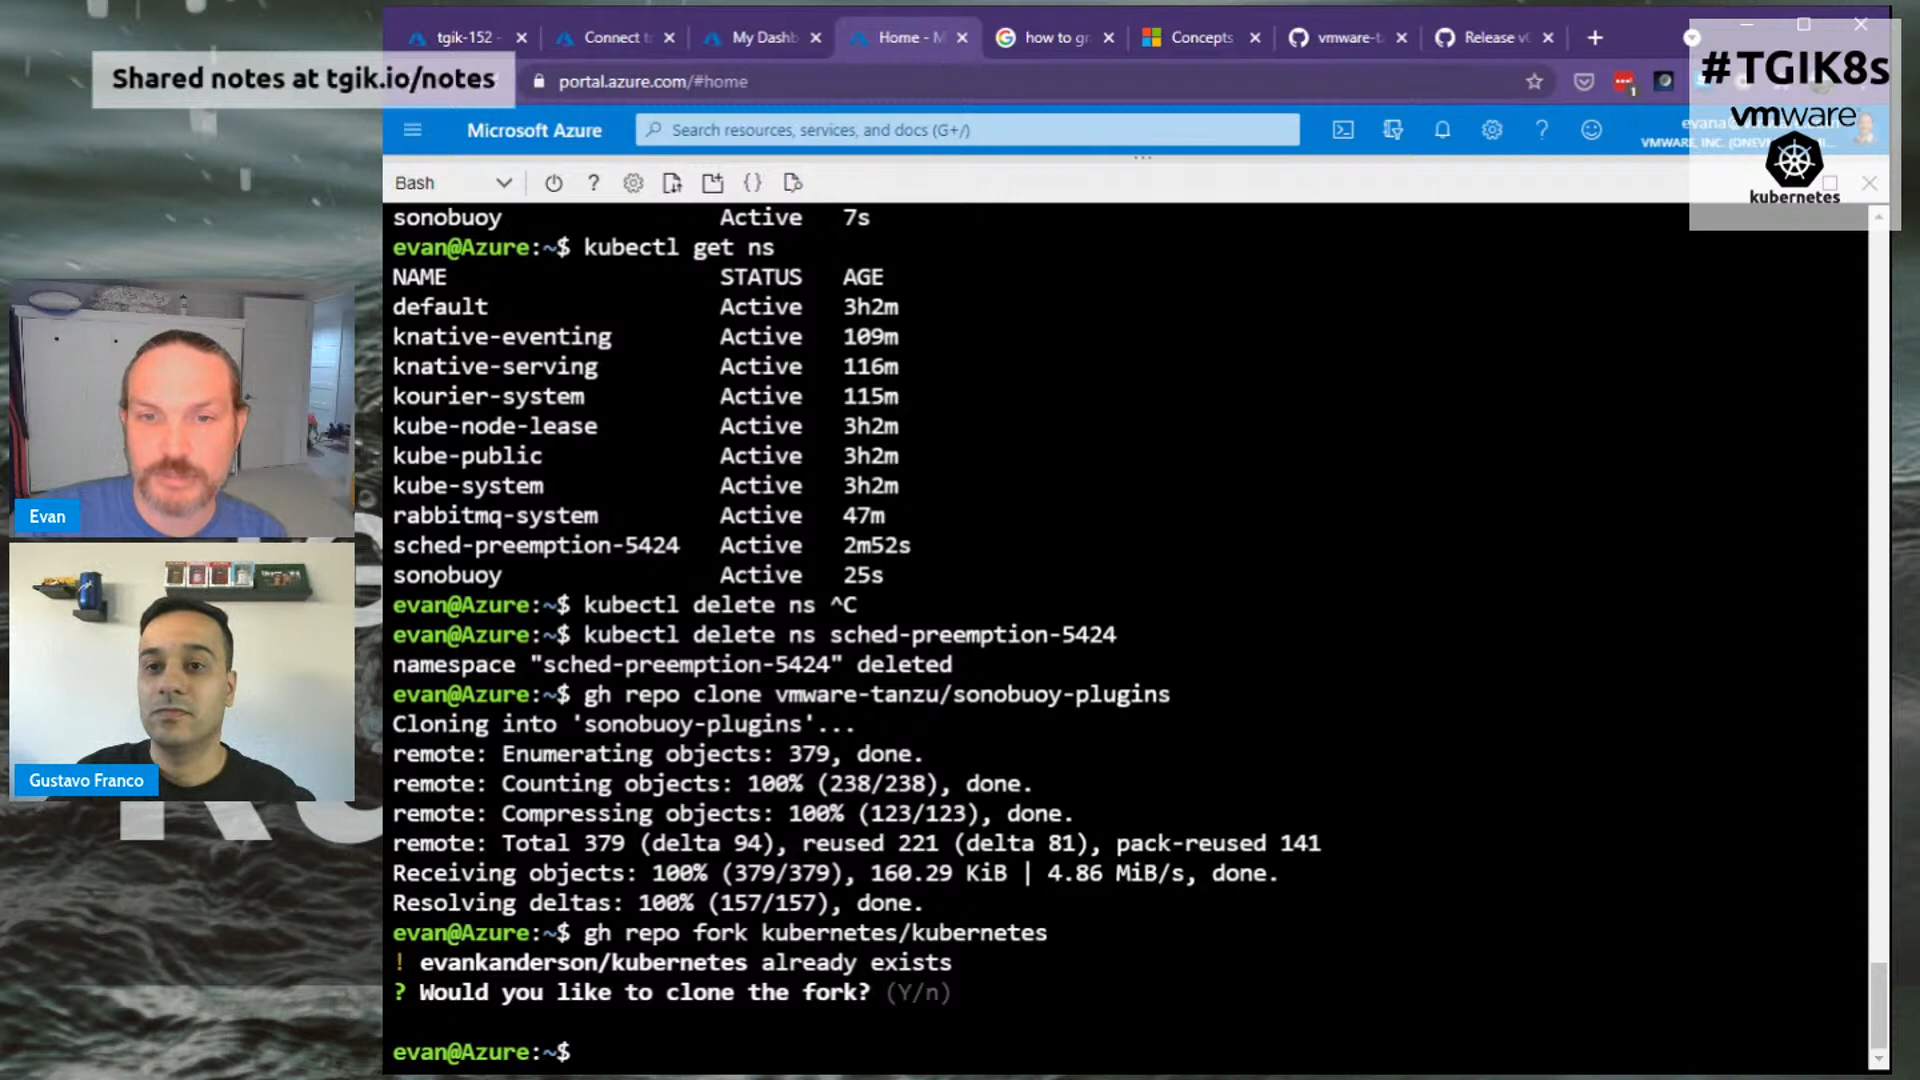 tgik-152 -
Connect t
My Dashb
Home - M
how to g
Concepts
vmware-t
Release v
Shared notes at tgik.io/notes
portal.azure.com/#home
1
#TGIK8s
vmware
kubernetes
Microsoft Azure
Search resources, services, and docs (G+/)
VMWARE, INC.
Bash
sonobuoy Active 7s
evan@Azure:~$ kubectl get ns
NAME STATUS AGE
default Active 3h2m
knative-eventing Active 109m
knative-serving Active 116m
kourier-system Active 115m
kube-node-lease Active 3h2m
kube-public Active 3h2m
kube-system Active 3h2m
rabbitmq-system Active 47m
sched-preemption-5424 Active 2m52s
sonobuoy Active 25s
evan@Azure:~$ kubectl delete ns ^C
evan@Azure:~$ kubectl delete ns sched-preemption-5424
namespace "sched-preemption-5424" deleted
evan@Azure:~$ gh repo clone vmware-tanzu/sonobuoy-plugins
Cloning into 'sonobuoy-plugins'...
remote: Enumerating objects: 379, done.
remote: Counting objects: 100% (238/238), done.
remote: Compressing objects: 100% (123/123), done.
remote: Total 379 (delta 94), reused 221 (delta 81), pack-reused 141
Receiving objects: 100% (379/379), 160.29 KiB | 4.86 MiB/s, done.
Resolving deltas: 100% (157/157), done.
evan@Azure:~$ gh repo fork kubernetes/kubernetes
! evankanderson/kubernetes already exists
? Would you like to clone the fork? (Y/n)
evan@Azure:~$
Evan
Gustavo Franco